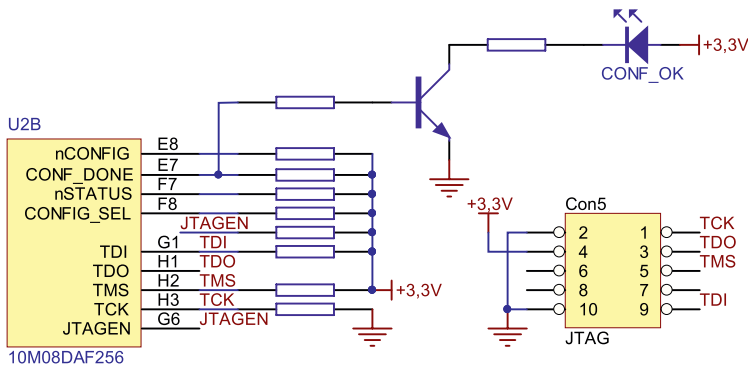 +3,3V
CONF_OK
U2B
nCONFIG E8
CONF_DONE E7
nSTATUS F7
CONFIG_SEL F8
JTAGEN
TDI G1 TDI
TDO H1 TDO
TMS H2 TMS
+3,3V
TCK H3 TCK
JTAGEN G6 JTAGEN
10M08DAF256
+3,3V
Con5
2 1 TCK
4 3 TDO
6 5 TMS
8 7
10 9 TDI
JTAG